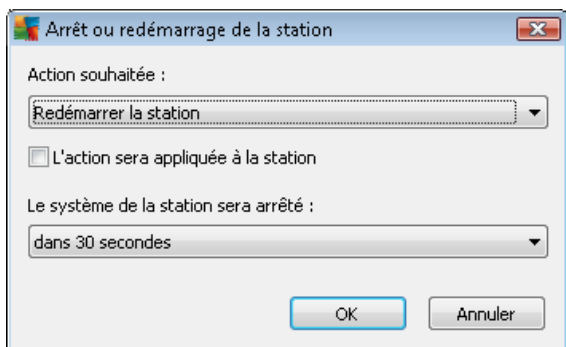 Arrêt ou redémarrage de la station
Action souhaitée :
Redémarrer la station
L'action sera appliquée à la station
Le système de la station sera arrêté :
dans 30 secondes
OK
Annuler